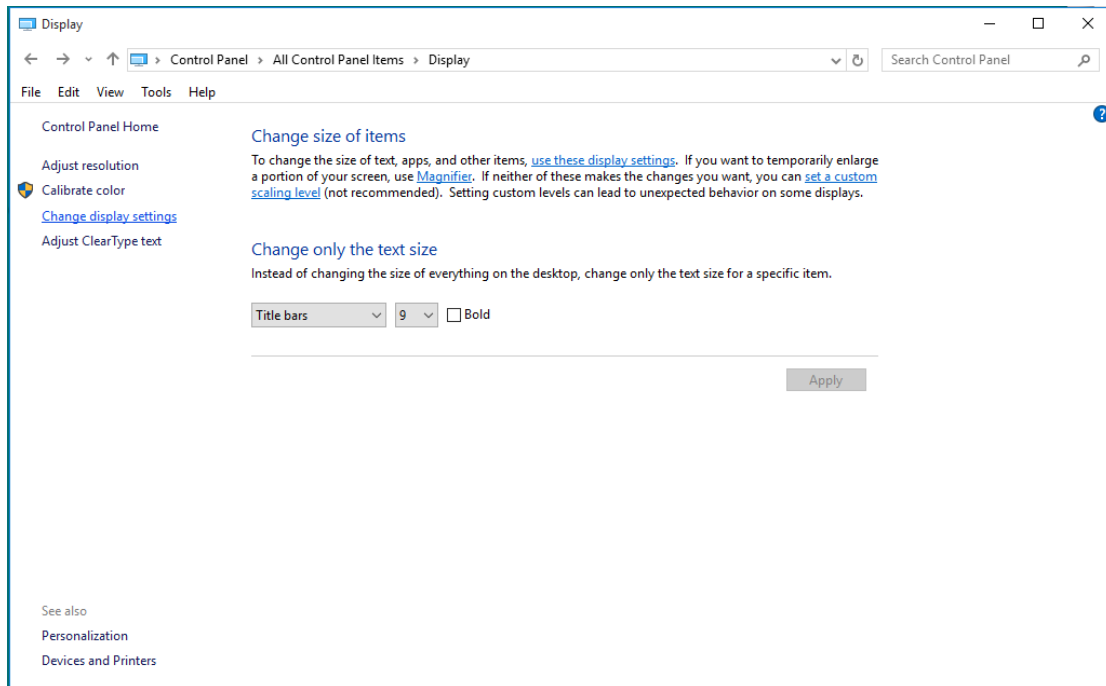 Display
Control Panel > All Control Panel Items > Display
Search Control Panel
File Edit View Tools Help
Control Panel Home
Adjust resolution
Calibrate color
Change display settings
Adjust ClearType text
Change size of items
To change the size of text, apps, and other items, use these display settings. If you want to temporarily enlarge
a portion of your screen, use Magnifier. If neither of these makes the changes you want, you can set a custom
scaling level (not recommended). Setting custom levels can lead to unexpected behavior on some displays.
Change only the text size
Instead of changing the size of everything on the desktop, change only the text size for a specific item.
Title bars 9 Bold
Apply
See also
Personalization
Devices and Printers